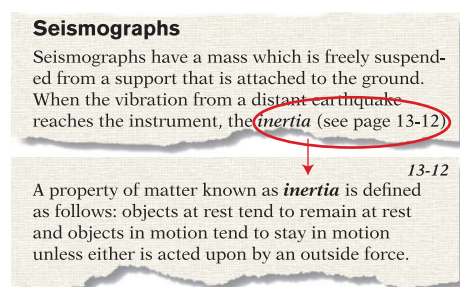 Seismographs
Seismographs have a mass which is freely suspend-
ed from a support that is attached to the ground.
When the vibration from a distant earthquake
reaches the instrument, the inertia (see page 13-12)
13-12
A property of matter known as inertia is defined
as follows: objects at rest tend to remain at rest
and objects in motion tend to stay in motion
unless either is acted upon by an outside force.